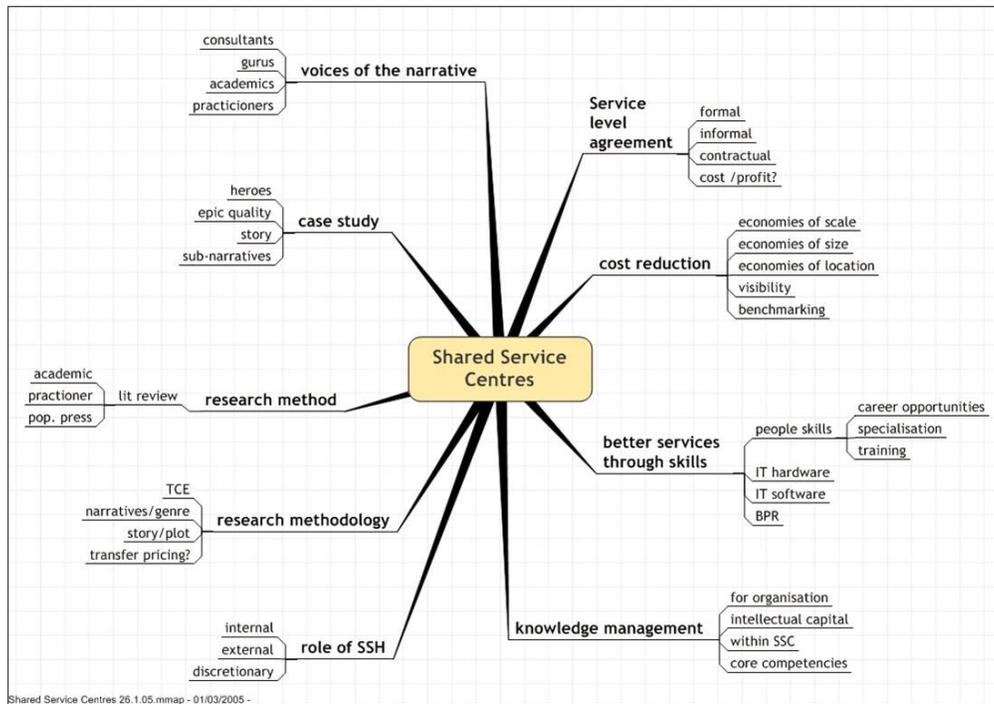 consultants
gurus
academics
practicioners
voices of the narrative
heroes
epic quality
story
sub-narratives
case study
academic
practioner
pop. press
lit review
research method
TCE
narratives/genre
story/plot
transfer pricing?
research methodology
internal
external
discretionary
role of SSH
Shared Service
Centres
Service
level
agreement
formal
informal
contractual
cost /profit?
cost reduction
economies of scale
economies of size
economies of location
visibility
benchmarking
better services
through skills
people skills
career opportunities
specialisation
training
IT hardware
IT software
BPR
knowledge management
for organisation
intellectual capital
within SSC
core competencies
Shared Service Centres 26.1.05.mmap - 01/03/2005 -